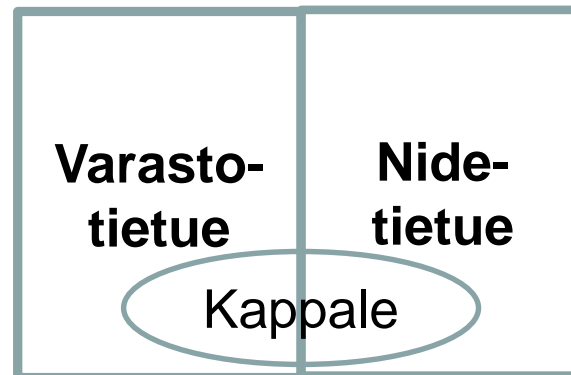 Varasto-
tietue
Nide-
tietue
Kappale